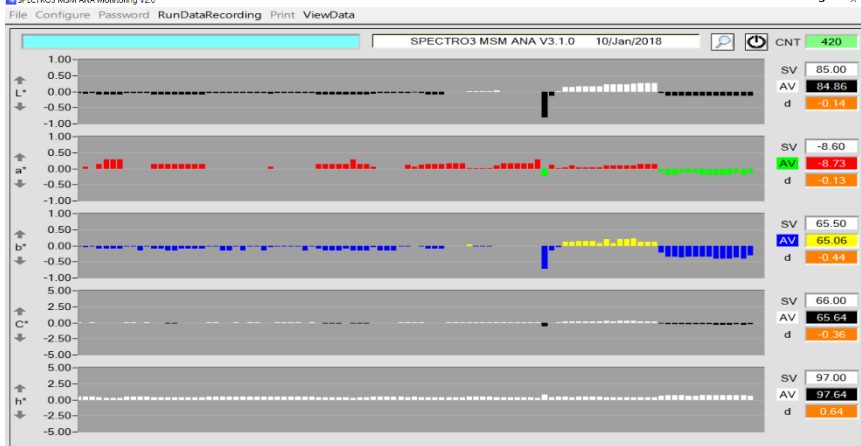 SPECTRO3 MSM ANA Monitoring V2.0
File Configure Password RunDataRecording Print ViewData
SPECTRO3 MSM ANA V3.1.0 10/Jan/2018
CNT 420
1.00
0.50
L* 0.00
-0.50
-1.00
SV 85.00
AV 84.86
d -0.14
1.00
0.50
a* 0.00
-0.50
-1.00
SV -8.60
AV -8.73
d -0.13
1.00
0.50
b* 0.00
-0.50
-1.00
SV 65.50
AV 65.06
d -0.44
5.00
2.50
C* 0.00
-2.50
-5.00
SV 66.00
AV 65.64
d -0.36
5.00
2.50
h* 0.00
-2.50
-5.00
SV 97.00
AV 97.64
d 0.64